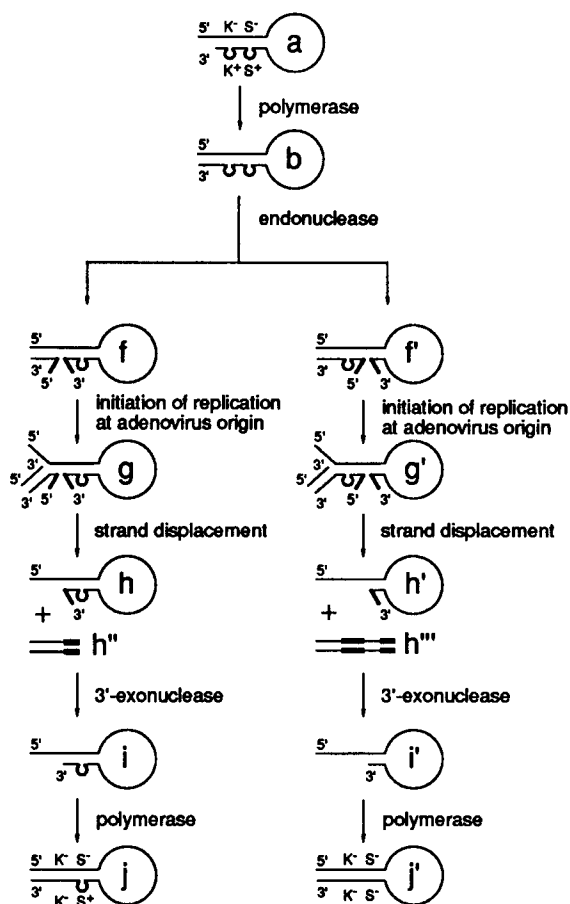 5' K- S-
a
3'
K+ S+
polymerase
5'
b
3'
endonuclease
5'
f
3'
5' 3'
initiation of replication
at adenovirus origin
5'
3'
g
5'
3' 5' 3'
strand displacement
5'
h
3'
+
h"
3'-exonuclease
5'
i
3'
polymerase
5' K- S-
j
3'
K- S+
5'
f'
3'
5' 3'
initiation of replication
at adenovirus origin
5'
3'
g'
5'
3' 5' 3'
strand displacement
5'
h'
3'
+
h'''
3'-exonuclease
5'
i'
3'
polymerase
5' K- S-
j'
3'
K- S-